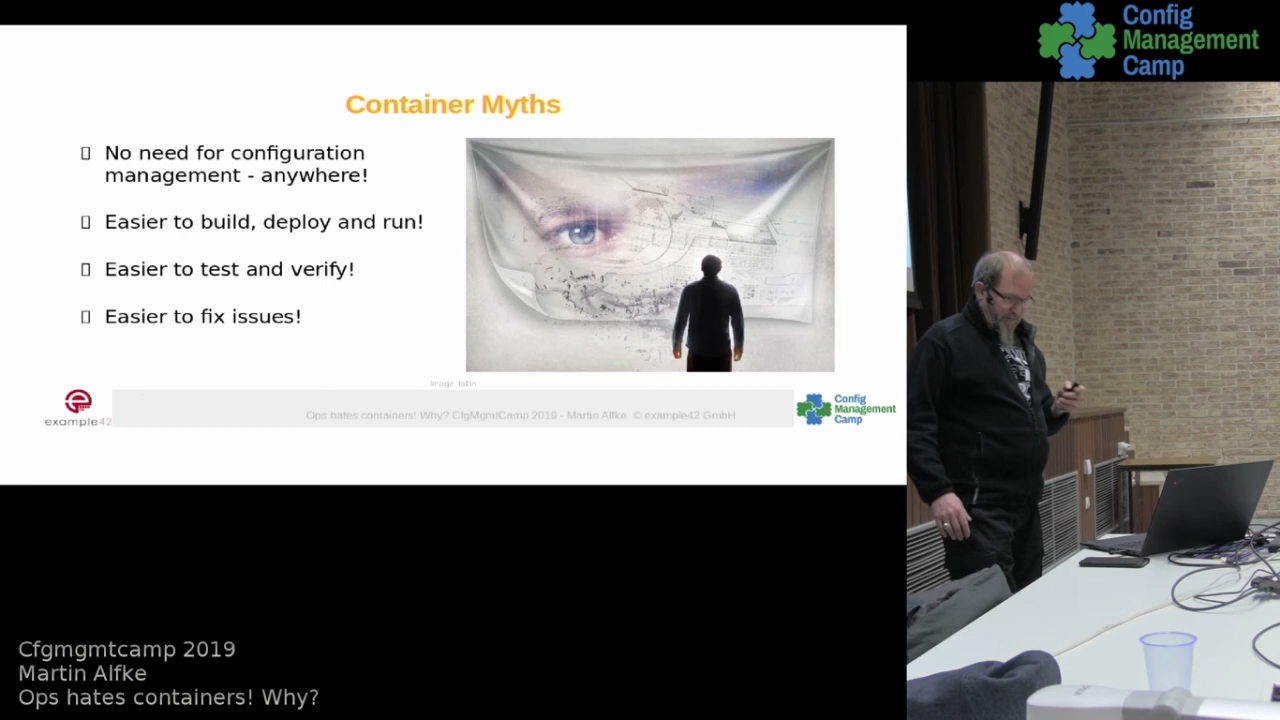 Config
Management
Camp
Container Myths
No need for configuration
management - anywhere!
Easier to build, deploy and run!
Easier to test and verify!
Easier to fix issues!
example42
Ops hates containers! Why? CfgMgmtCamp 2019 - Martin Alfke © example42 GmbH
Config
Management
Camp
Cfgmgmtcamp 2019
Martin Alfke
Ops hates containers! Why?